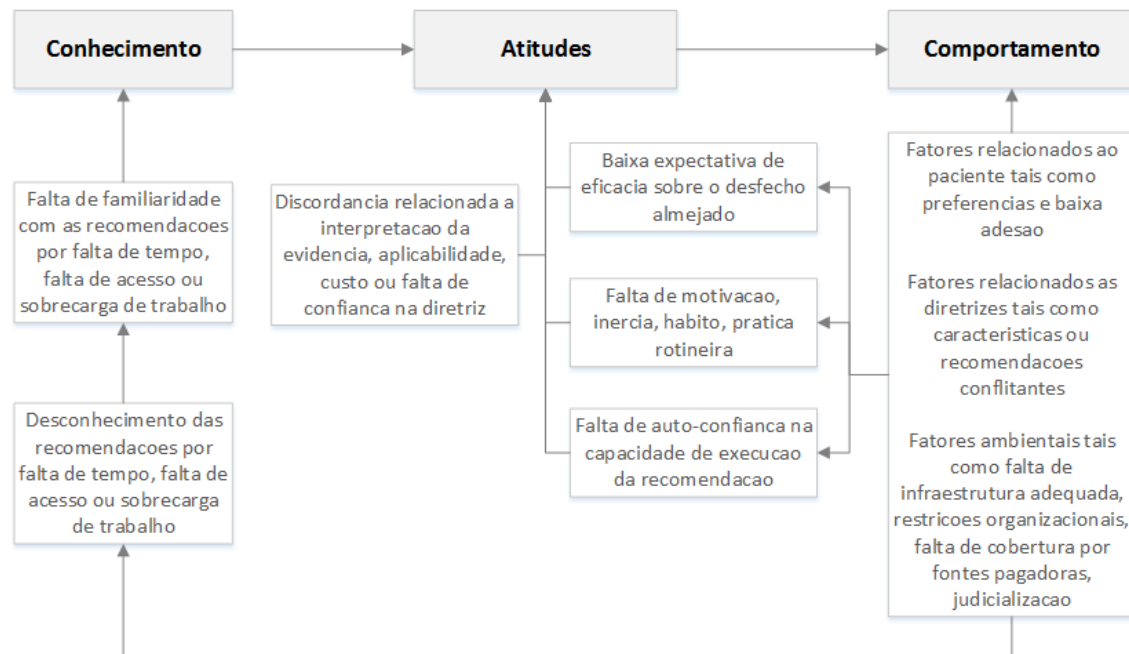 Conhecimento
Atitudes
Comportamento
Falta de familiaridade
com as recomendacoes
por falta de tempo,
falta de acesso ou
sobrecarga de trabalho
Desconhecimento das
recomendacoes por
falta de tempo, falta de
acesso ou sobrecarga
de trabalho
Discordancia relacionada a
interpretacao da
evidencia, aplicabilidade,
custo ou falta de
confianca na diretriz
Baixa expectativa de
eficacia sobre o desfecho
almejado
Falta de motivacao,
inercia, habito, pratica
rotineira
Falta de auto-confianca na
capacidade de execucao
da recomendacao
Fatores relacionados ao
paciente tais como
preferencias e baixa
adesao
Fatores relacionados as
diretrizes tais como
caracteristicas ou
recomendacoes
conflitantes
Fatores ambientais tais
como falta de
infraestrutura adequada,
restricoes organizacionais,
falta de cobertura por
fontes pagadoras,
judicializacao